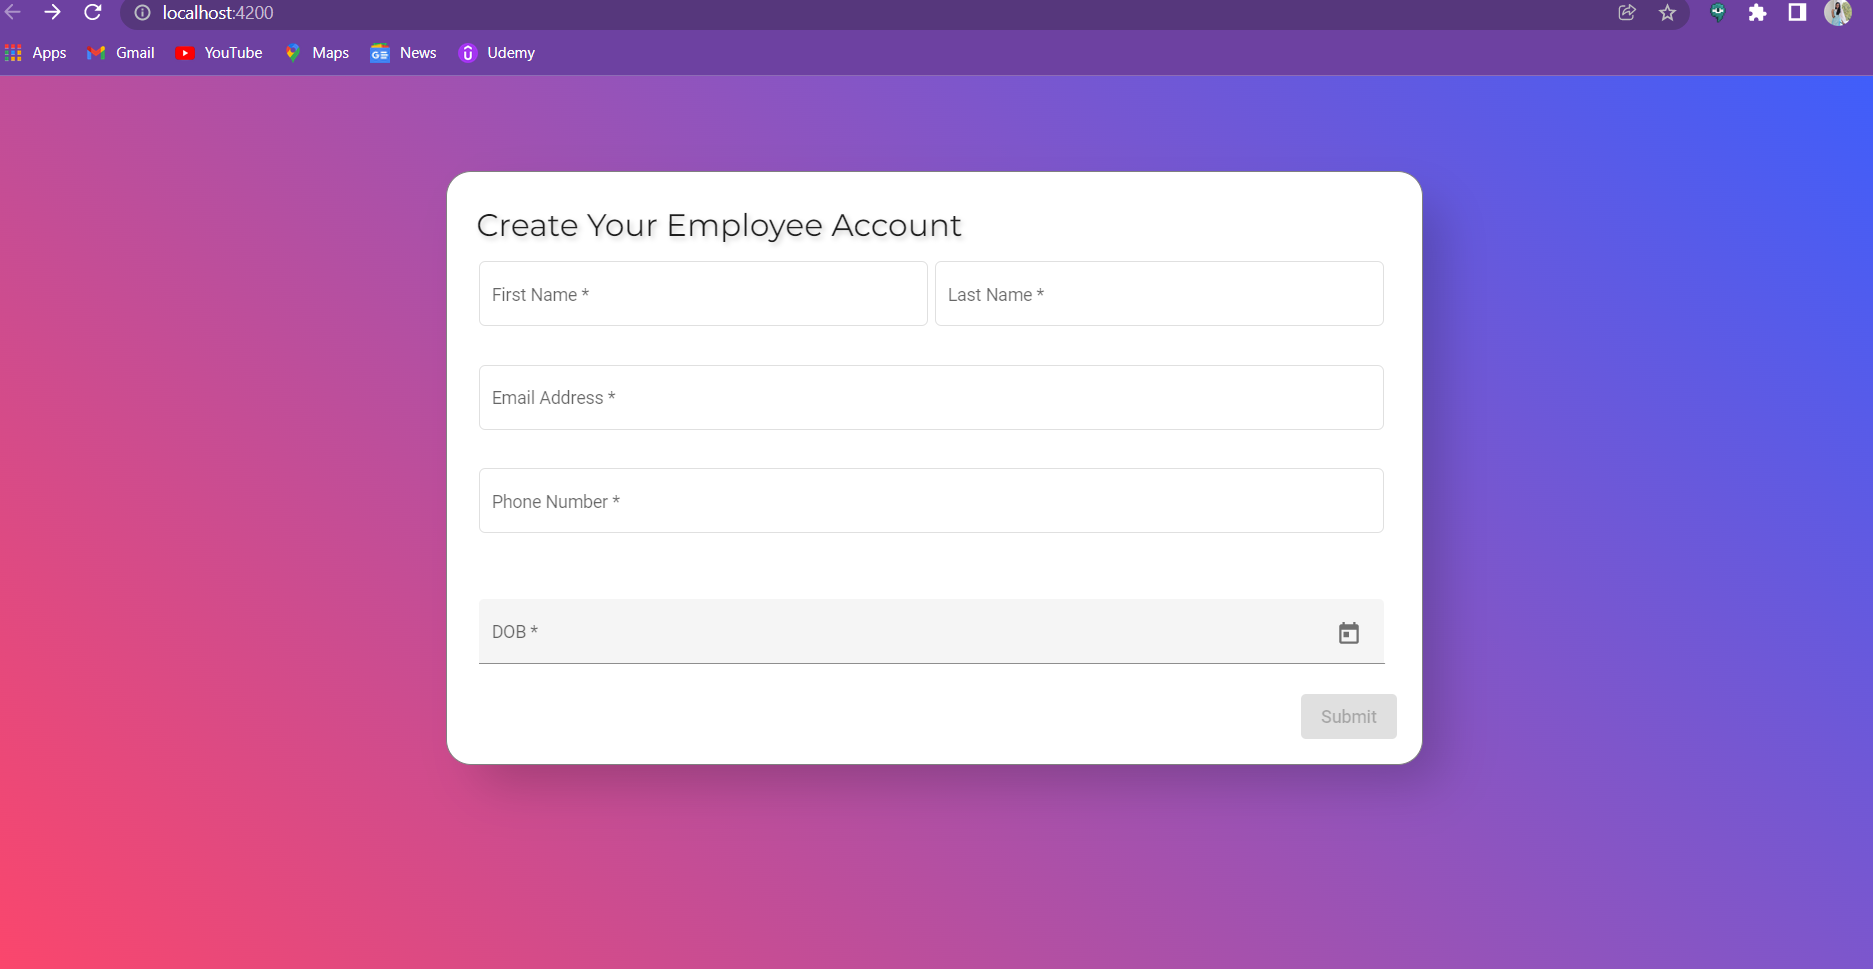 localhost:4200
Apps Gmail YouTube Maps News Udemy
Create Your Employee Account
First Name * Last Name *
Email Address *
Phone Number *
DOB *
Submit